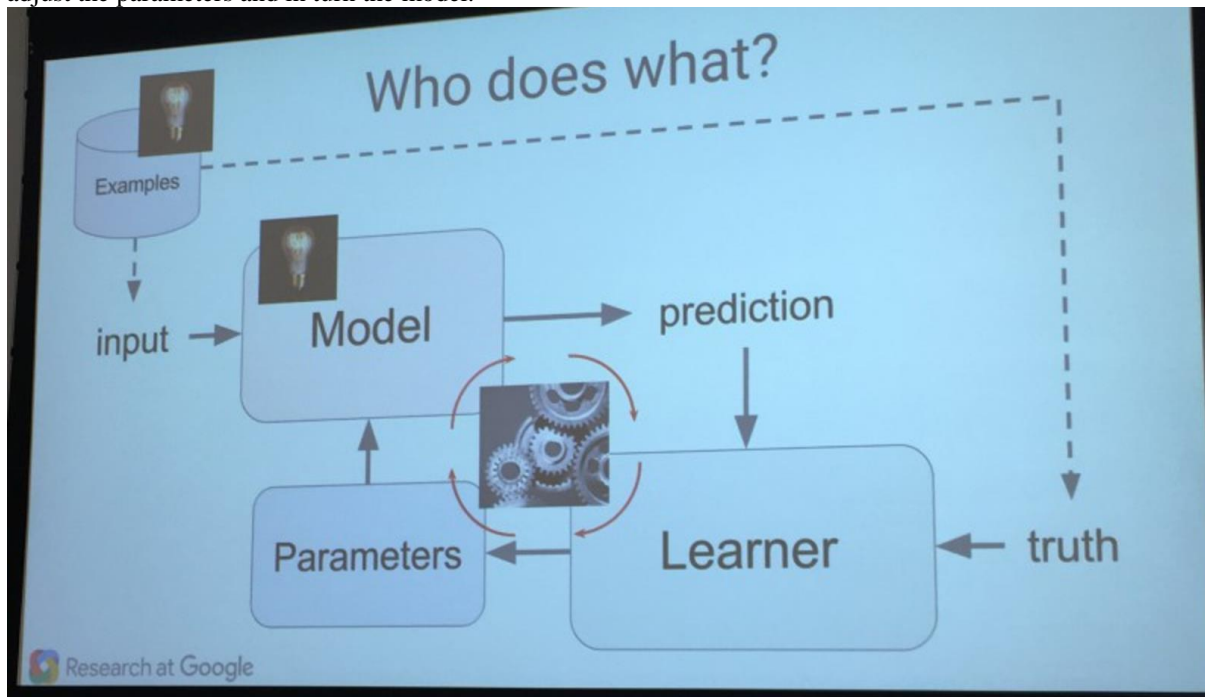 adjust the parameters and in turn the model.
Who does what?
Examples
input
Model
prediction
Parameters
Learner
truth
Research at Google